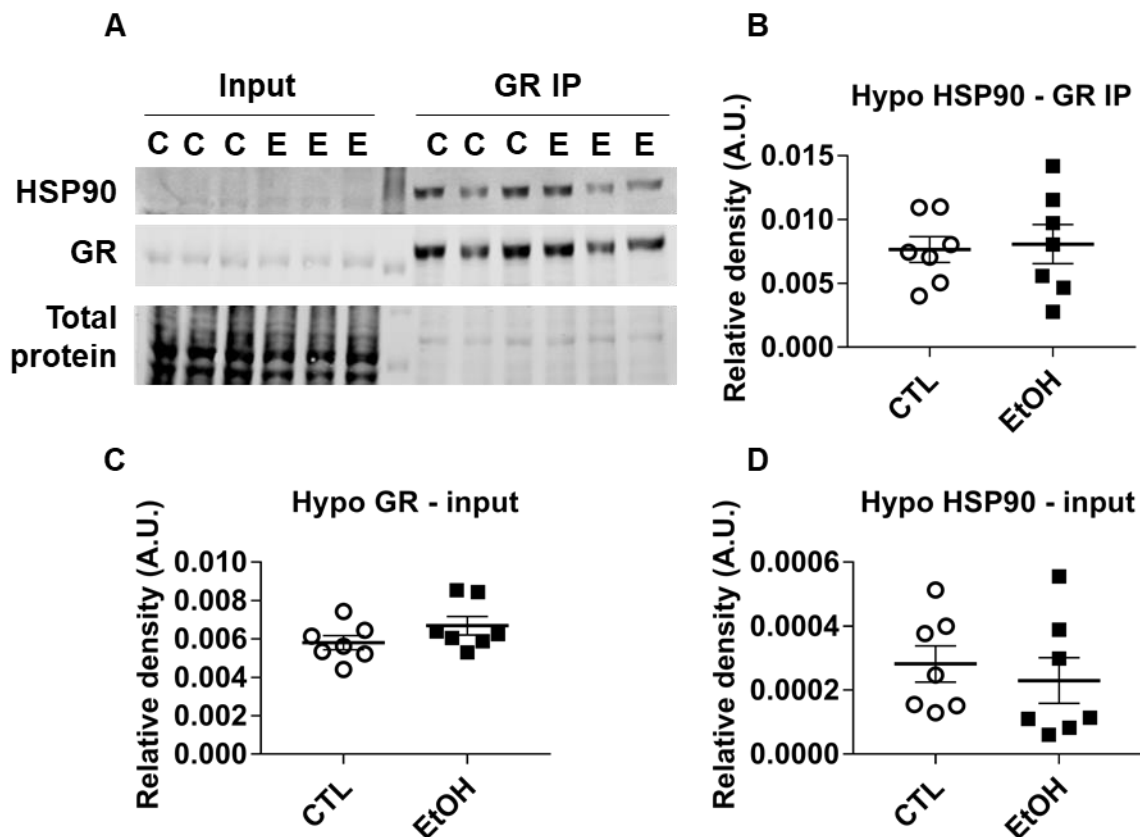 A
Input
GR IP
C C C E E E
C C C E E E
HSP90
GR
Total
protein
B
Hypo HSP90 - GR IP
Relative density (A.U.)
0.015
0.010
0.005
0.000
CTL
EtOH
C
Hypo GR - input
Relative density (A.U.)
0.010
0.008
0.006
0.004
0.002
0.000
CTL
EtOH
D
Hypo HSP90 - input
Relative density (A.U.)
0.0006
0.0004
0.0002
0.0000
CTL
EtOH